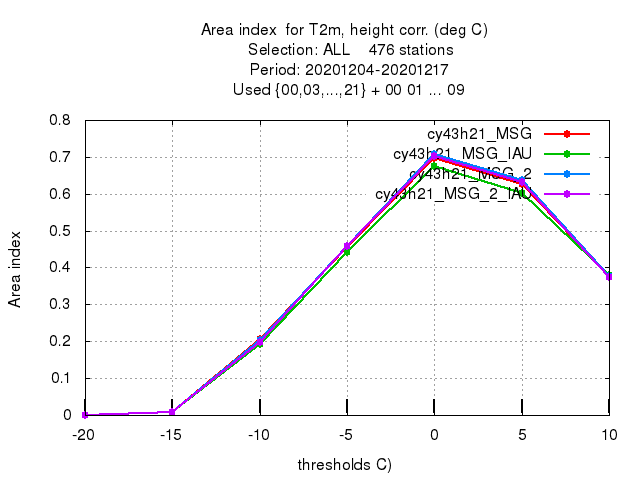 Area index  for T2m, height corr. (deg C)
Selection: ALL    476 stations
Period: 20201204-20201217
Used {00,03,...,21} + 00 01 ... 09
cy43h21_MSG
cy43h21_MSG_IAU
cy43h21_MSG_2
cy43h21_MSG_2_IAU
Area index
0.8
0.7
0.6
0.5
0.4
0.3
0.2
0.1
0
-20 -15 -10 -5 0 5 10
thresholds C)